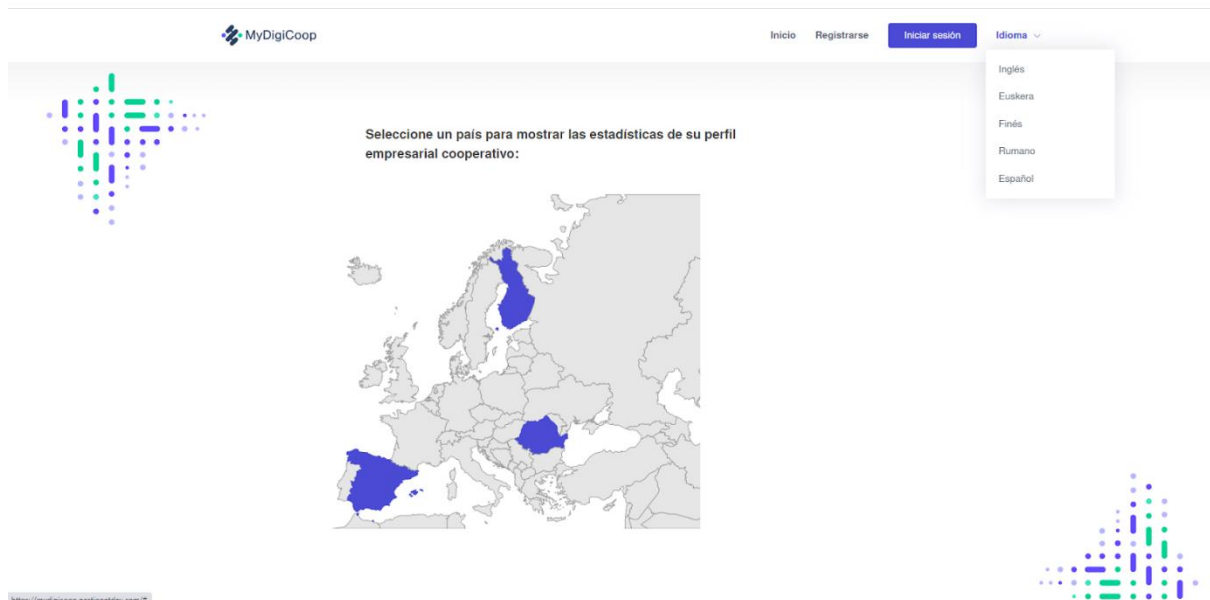 MyDigiCoop
Inicio Registrarse Iniciar sesión Idioma
Inglés
Euskera
Finés
Rumano
Español
Seleccione un país para mostrar las estadísticas de su perfil
empresarial cooperativo: